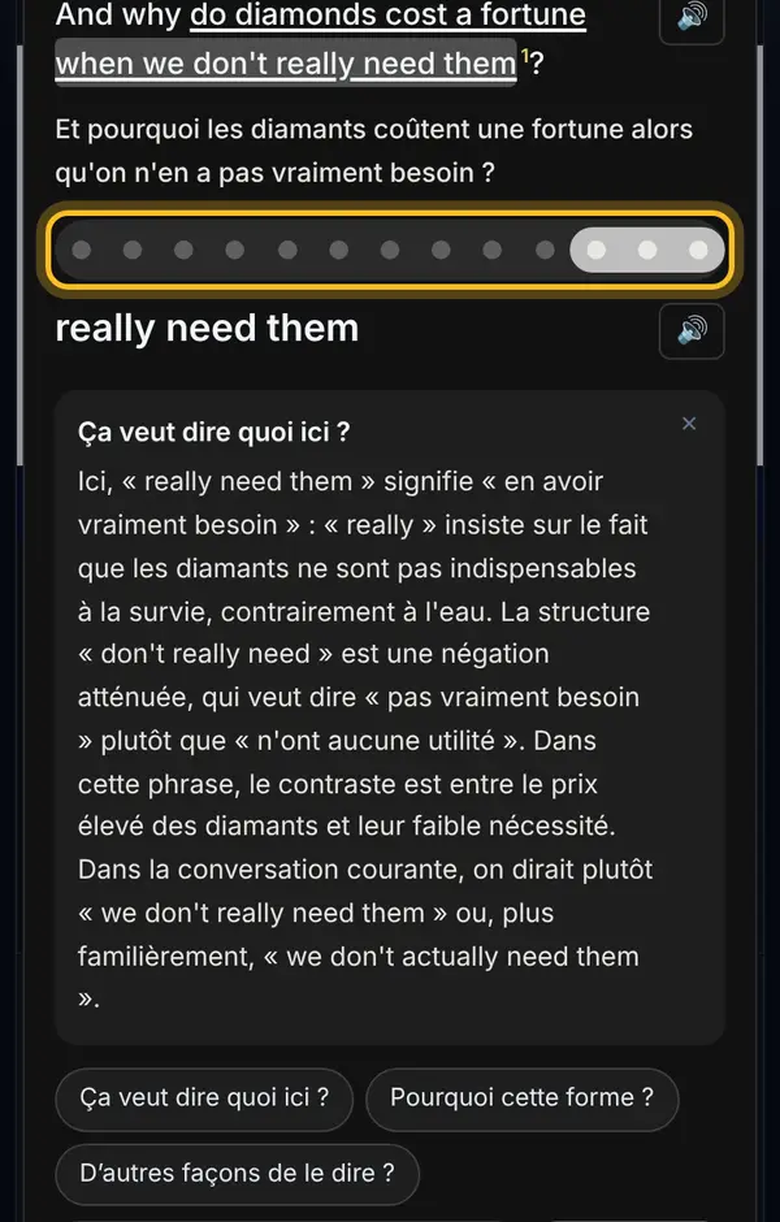 And why do diamonds cost a fortune
when we don't really need them¹?
Et pourquoi les diamants coûtent une fortune alors
qu'on n'en a pas vraiment besoin ?
really need them
Ça veut dire quoi ici ?
×
Ici, « really need them » signifie « en avoir
vraiment besoin » : « really » insiste sur le fait
que les diamants ne sont pas indispensables
à la survie, contrairement à l'eau. La structure
« don't really need » est une négation
atténuée, qui veut dire « pas vraiment besoin
» plutôt que « n'ont aucune utilité ». Dans
cette phrase, le contraste est entre le prix
élevé des diamants et leur faible nécessité.
Dans la conversation courante, on dirait plutôt
« we don't really need them » ou, plus
familièrement, « we don't actually need them
».
Ça veut dire quoi ici ?
Pourquoi cette forme ?
D’autres façons de le dire ?